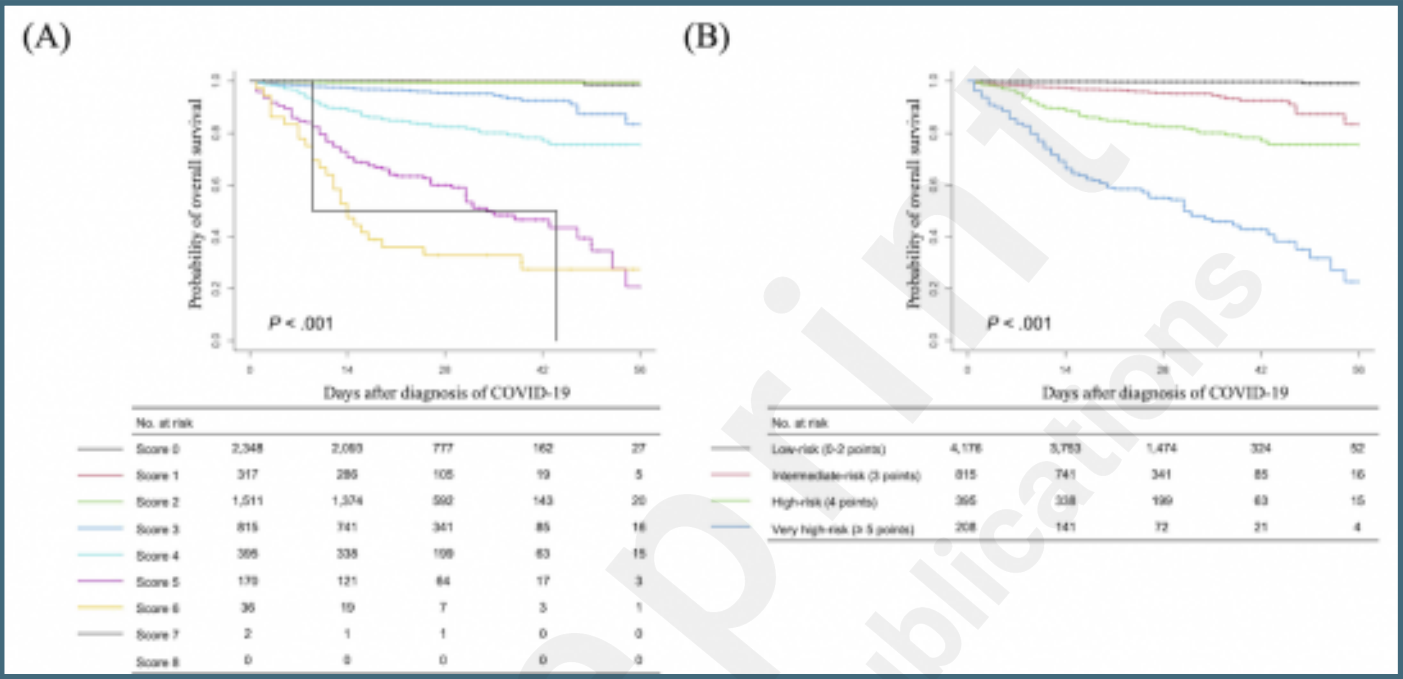 (A)
Probability of overall survival
1.0
0.8
0.6
0.4
0.2
0.0
P < .001
0 14 28 42 56
Days after diagnosis of COVID-19
No. at risk
Score 0 2,348 2,093 777 162 27
Score 1 317 286 105 19 5
Score 2 1,511 1,374 592 143 20
Score 3 815 741 341 85 16
Score 4 395 338 199 63 15
Score 5 170 121 64 17 3
Score 6 36 19 7 3 1
Score 7 2 1 1 0 0
Score 8 0 0 0 0 0
(B)
Probability of overall survival
1.0
0.8
0.6
0.4
0.2
0.0
P < .001
0 14 28 42 56
Days after diagnosis of COVID-19
No. at risk
Low-risk (0-2 points) 4,176 3,753 1,474 324 52
Intermediate-risk (3 points) 815 741 341 85 16
High-risk (4 points) 395 338 199 63 15
Very high-risk (≥ 5 points) 208 141 72 21 4
print
ublications